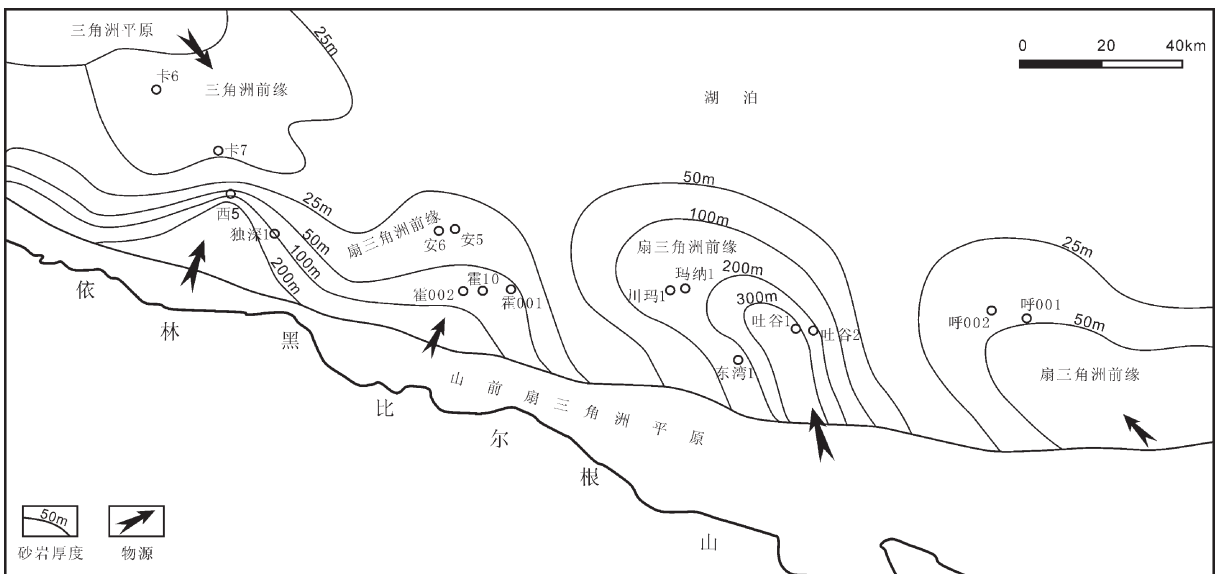 三角洲平原
25m
0 20 40km
卡6
三角洲前缘
湖 泊
卡7
50m
西5
25m
扇三角洲前缘
安6
安5
100m
独深1
50m
扇三角洲前缘
25m
100m
200m
玛纳1
200m
霍10
川玛1
300m
霍002
霍001
吐谷1
吐谷2
呼002
呼001
50m
东湾1
扇三角洲前缘
山前扇三角洲平原
依林黑比尔根山
50m
砂岩厚度
物源